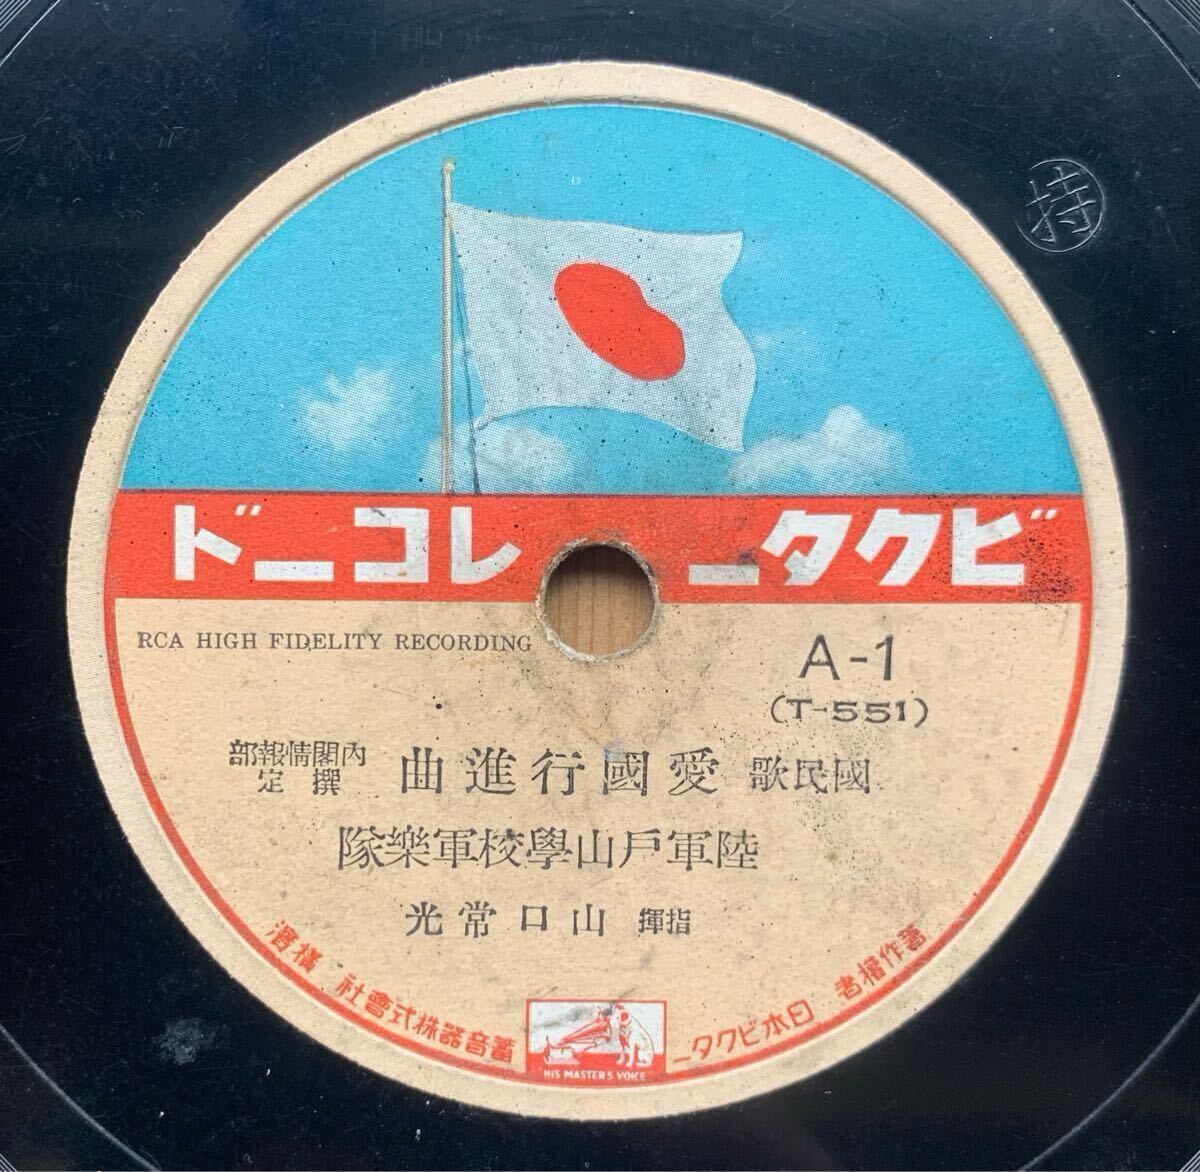 持
ビクターレコード
RCA HIGH FIDELITY RECORDING
A-1
(T-551)
國民歌 愛國行進曲 內閣情報部撰定
陸軍戶山學校軍樂隊
指揮 山口常光
著作權者 日本ビクター蓄音器株式會社 橫濱
HIS MASTER'S VOICE